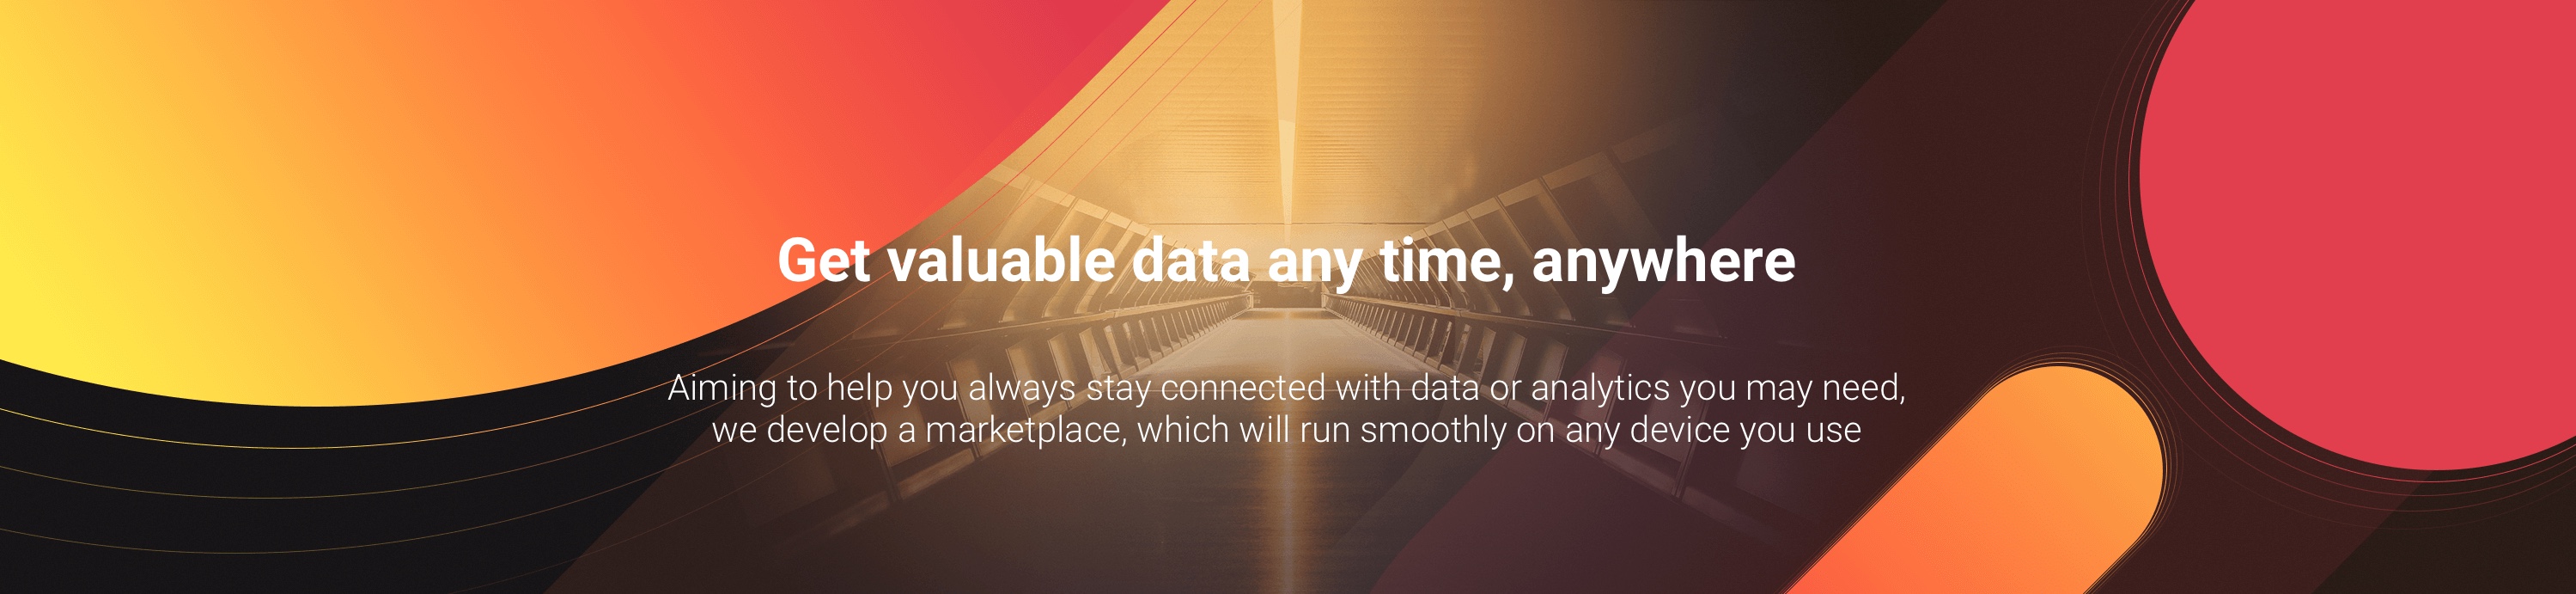 Get valuable data any time, anywhere
Aiming to help you always stay connected with data or analytics you may need,
we develop a marketplace, which will run smoothly on any device you use